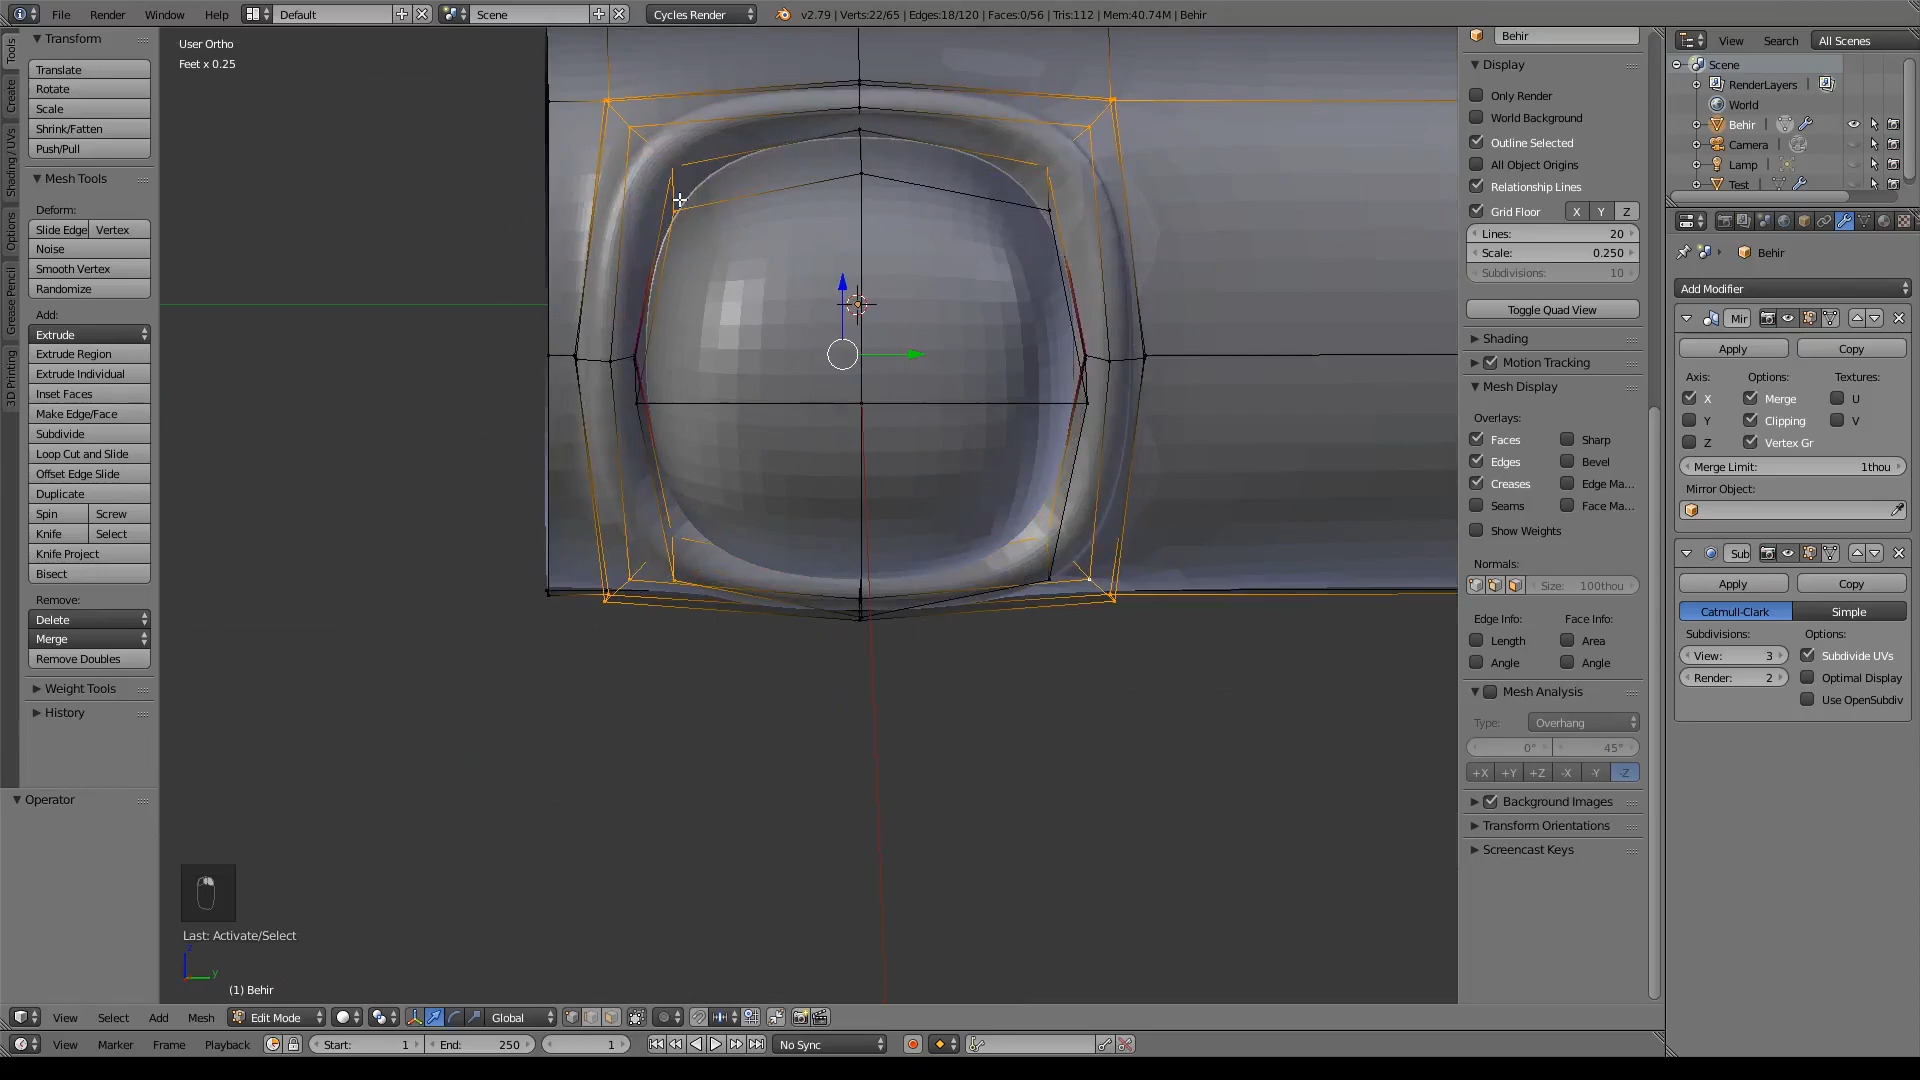 File Render Window Help Default Scene Cycles Render v2.79 | Verts:22/65 | Edges:18/120 | Faces:0/56 | Tris:112 | Mem:40.74M | Behir
Tools
Create
Shading / UVs
Options
Grease Pencil
3D Printing
Transform
Translate
Rotate
Scale
Shrink/Fatten
Push/Pull
Mesh Tools
Deform:
Slide Edge Vertex
Noise
Smooth Vertex
Randomize
Add:
Extrude
Extrude Region
Extrude Individual
Inset Faces
Make Edge/Face
Subdivide
Loop Cut and Slide
Offset Edge Slide
Duplicate
Spin Screw
Knife Select
Knife Project
Bisect
Remove:
Delete
Merge
Remove Doubles
Weight Tools
History
Operator
User Ortho
Feet x 0.25
Last: Activate/Select
z
y
(1) Behir
Behir
Display
Only Render
World Background
Outline Selected
All Object Origins
Relationship Lines
Grid Floor X Y Z
Lines: 20
Scale: 0.250
Subdivisions: 10
Toggle Quad View
Shading
Motion Tracking
Mesh Display
Overlays:
Faces Sharp
Edges Bevel
Creases Edge Ma...
Seams Face Ma...
Show Weights
Normals:
Size: 100thou
Edge Info: Face Info:
Length Area
Angle Angle
Mesh Analysis
Type: Overhang
0° 45°
+X +Y +Z -X -Y -Z
Background Images
Transform Orientations
Screencast Keys
View Search All Scenes
Scene
RenderLayers
World
Behir
Camera
Lamp
Test
Behir
Add Modifier
Mir
Apply Copy
Axis: Options: Textures:
X Merge U
Y Clipping V
Z Vertex Gr
Merge Limit: 1thou
Mirror Object:
Sub
Apply Copy
Catmull-Clark Simple
Subdivisions: Options:
View: 3 Subdivide UVs
Render: 2 Optimal Display
Use OpenSubdiv
View Select Add Mesh Edit Mode Global
View Marker Frame Playback Start: 1 End: 250 1 No Sync